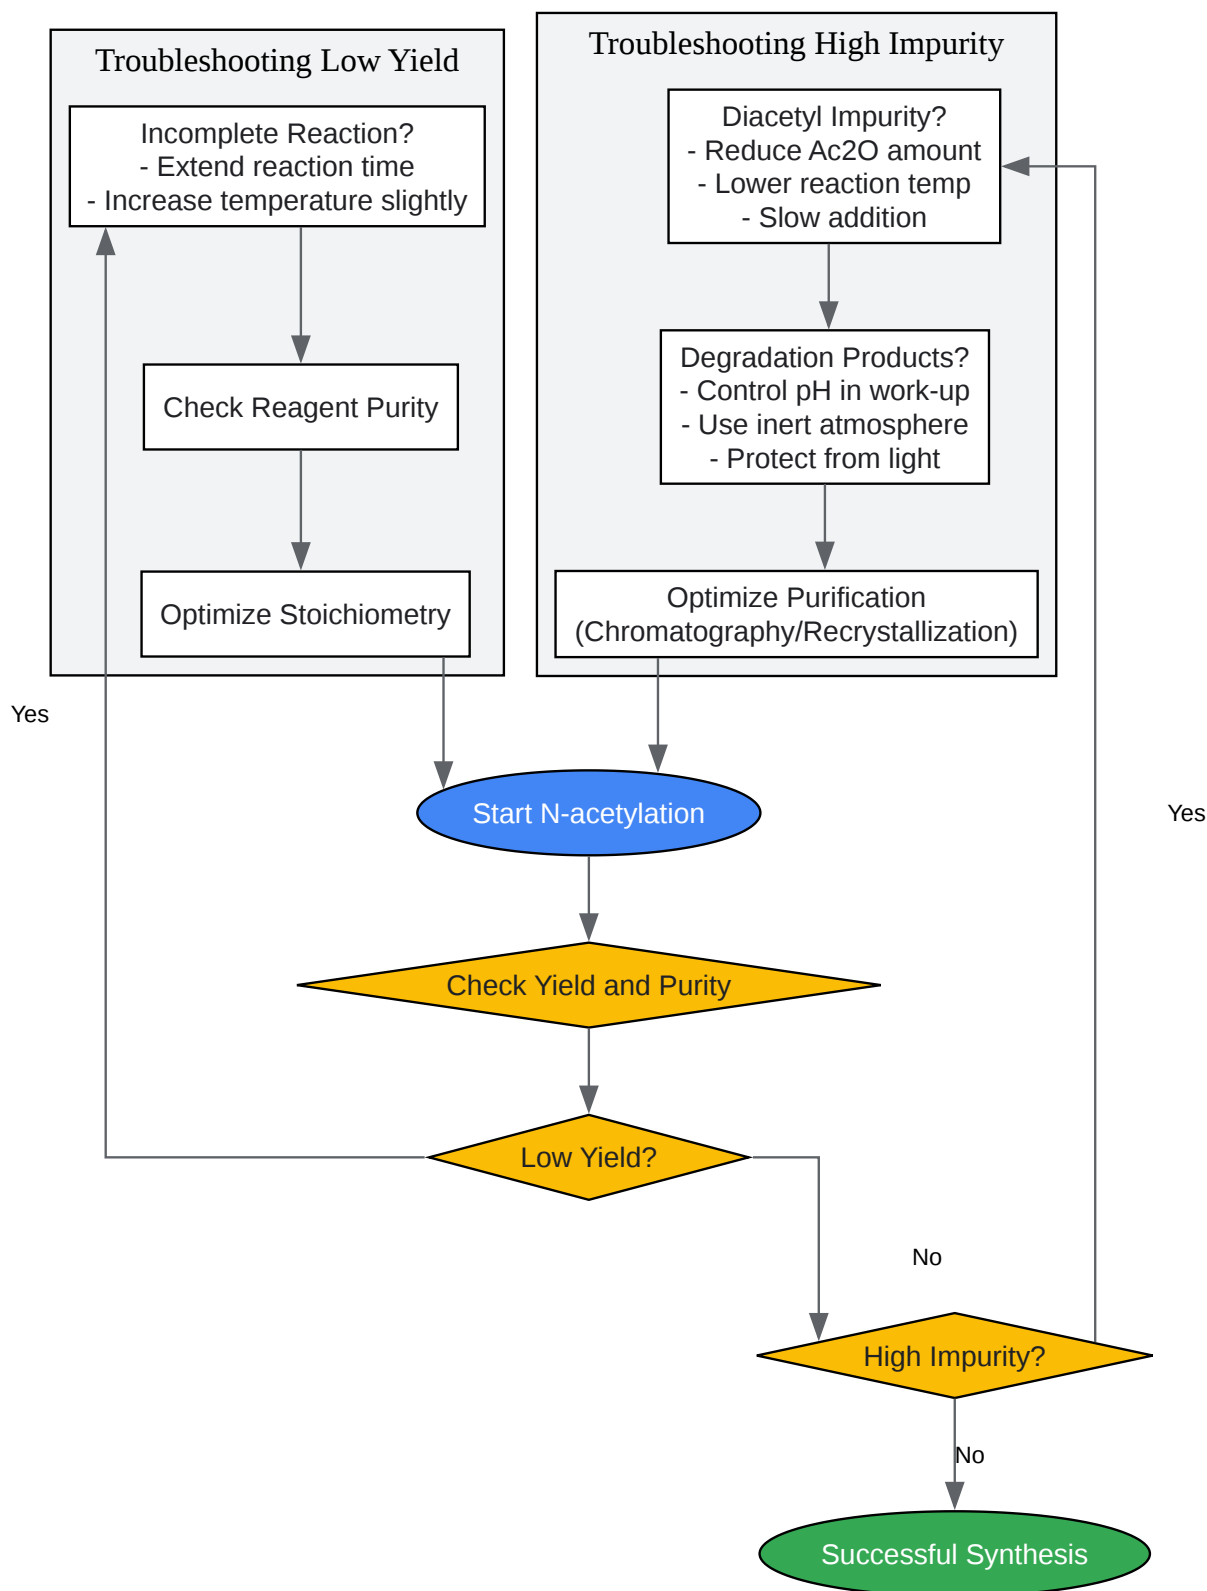 Troubleshooting Low Yield
Incomplete Reaction?
- Extend reaction time
- Increase temperature slightly
Check Reagent Purity
Optimize Stoichiometry
Troubleshooting High Impurity
Diacetyl Impurity?
- Reduce Ac2O amount
- Lower reaction temp
- Slow addition
Degradation Products?
- Control pH in work-up
- Use inert atmosphere
- Protect from light
Optimize Purification
(Chromatography/Recrystallization)
Yes
Start N-acetylation
Yes
Check Yield and Purity
Low Yield?
No
High Impurity?
No
Successful Synthesis